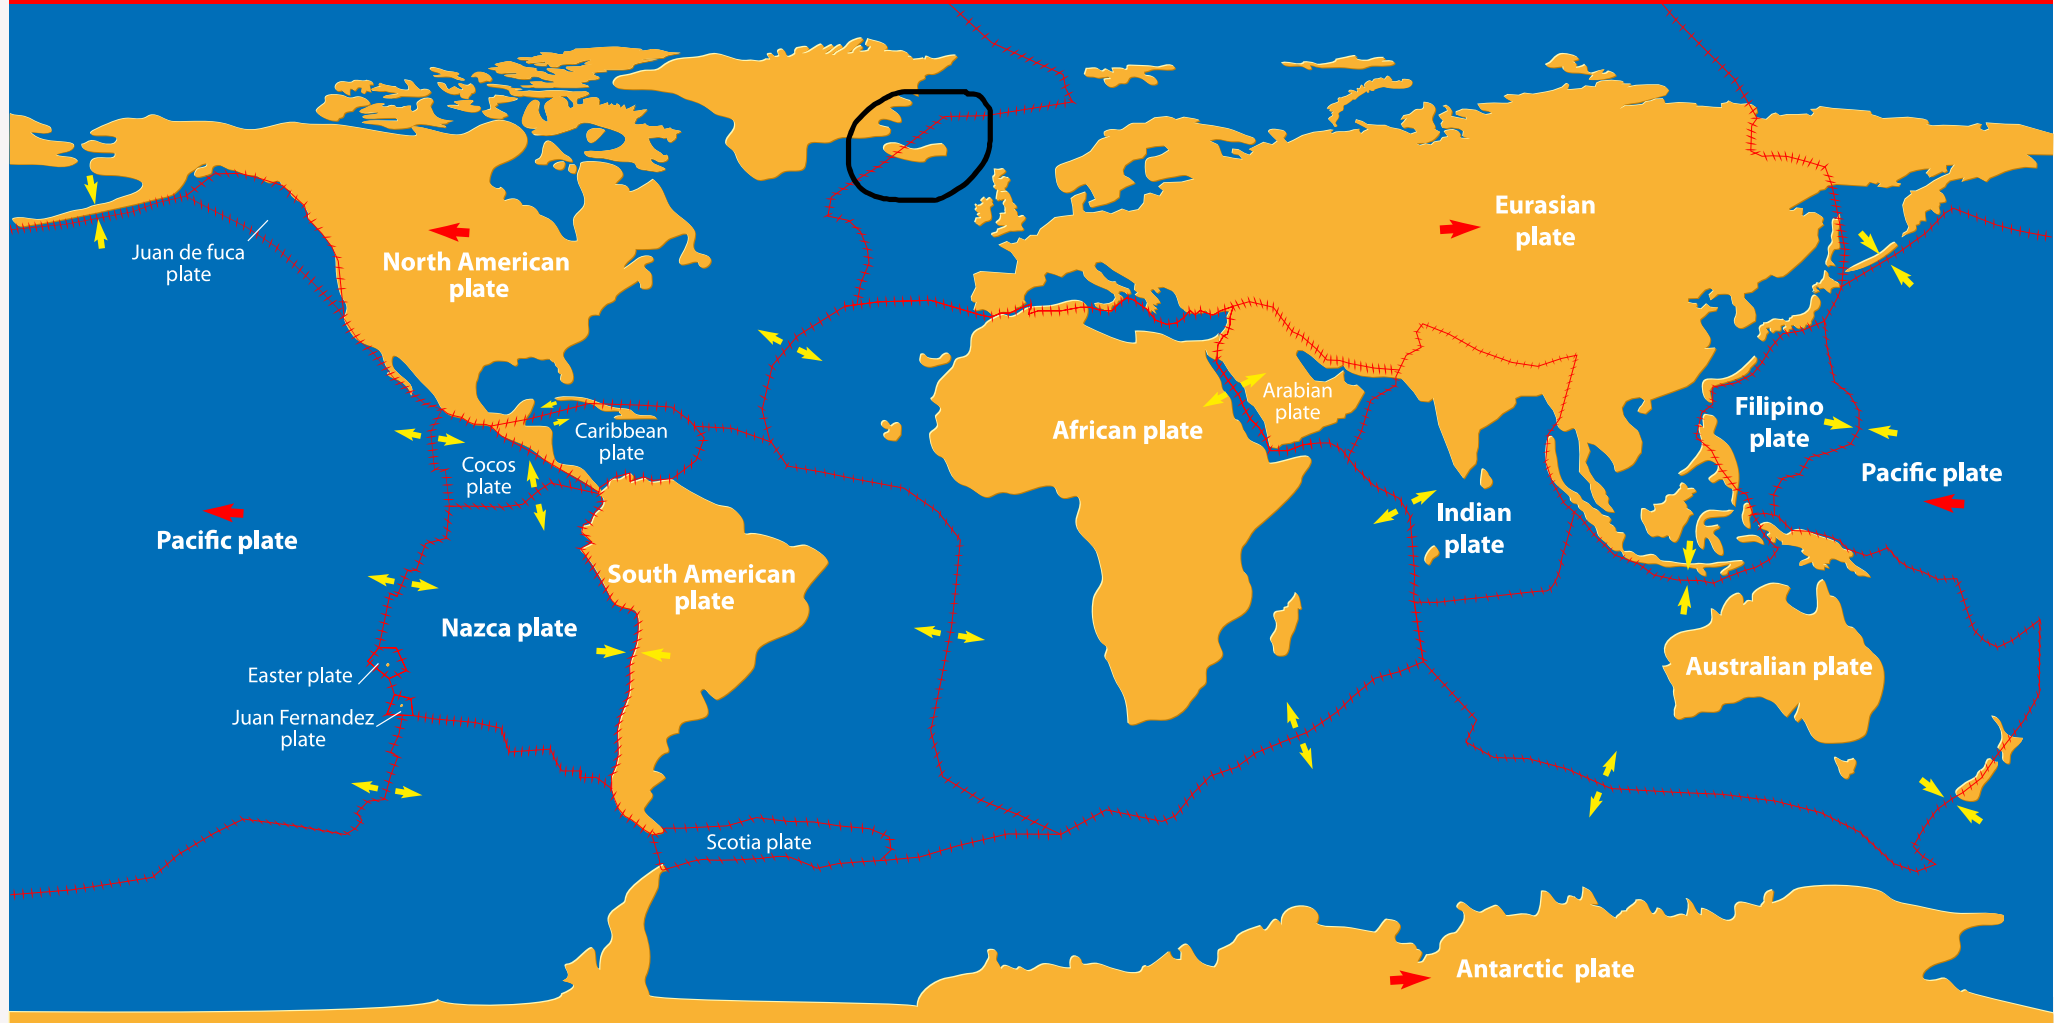 Juan de fuca
plate
North American
plate
Eurasian
plate
Arabian
plate
African plate
Filipino
plate
Caribbean
plate
Cocos
plate
Pacific plate
Indian
plate
Pacific plate
South American
plate
Nazca plate
Easter plate
Juan Fernandez
plate
Australian plate
Scotia plate
Antarctic plate